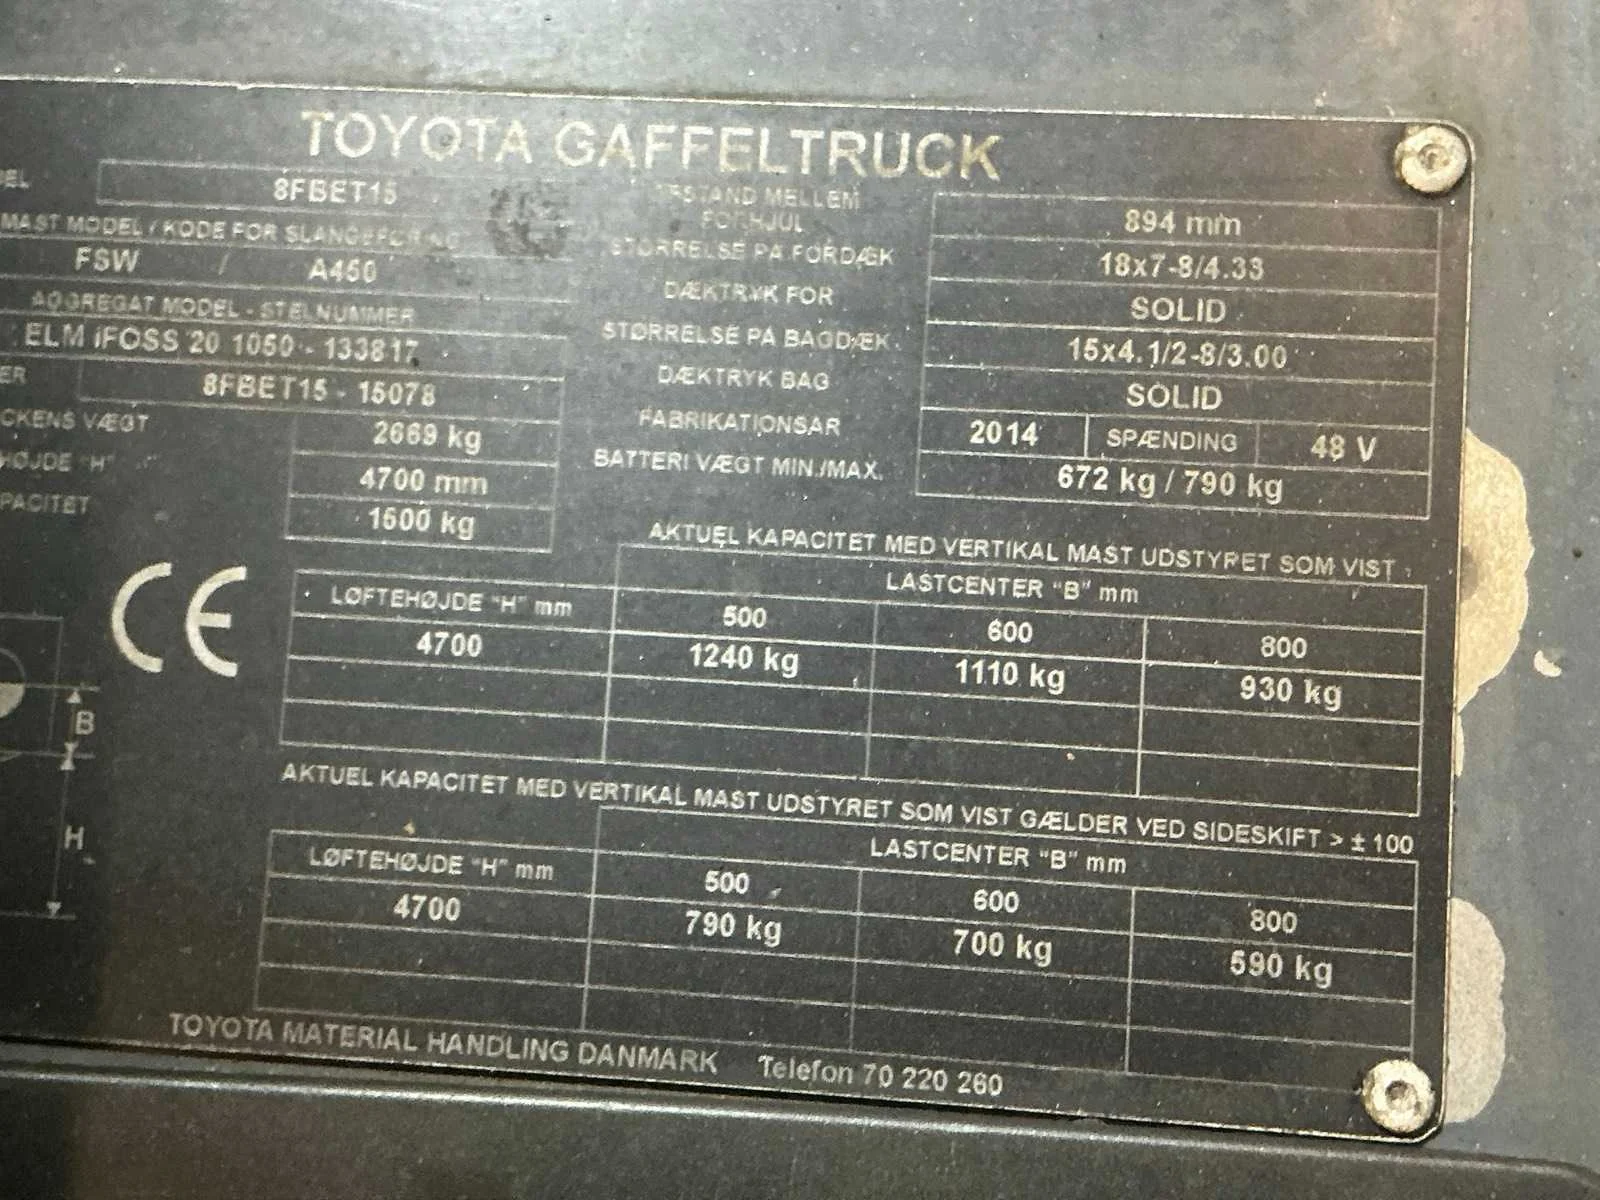 TOYOTA GAFFELTRUCK
8FBET15
MAST MODEL / KODE FOR SLANGEFØRING
FSW / A450
AGGREGAT MODEL - STELNUMMER
ELM iFOSS 20 1050 - 133817
8FBET15 - 15078
VÆGT 2669 kg
"H" 4700 mm
1500 kg
MELLEM FORHJUL 894 mm
STØRRELSE PÅ FORDÆK 18x7-8/4.33
DÆKTRYK FOR SOLID
STØRRELSE PÅ BAGDÆK 15x4.1/2-8/3.00
DÆKTRYK BAG SOLID
FABRIKATIONSÅR 2014 SPÆNDING 48 V
BATTERI VÆGT MIN./MAX. 672 kg / 790 kg
CE
AKTUEL KAPACITET MED VERTIKAL MAST UDSTYRET SOM VIST
LASTCENTER "B" mm
LØFTEHØJDE "H" mm 500 600 800
4700 1240 kg 1110 kg 930 kg
B
H
AKTUEL KAPACITET MED VERTIKAL MAST UDSTYRET SOM VIST GÆLDER VED SIDESKIFT > ± 100
LASTCENTER "B" mm
LØFTEHØJDE "H" mm 500 600 800
4700 790 kg 700 kg 590 kg
TOYOTA MATERIAL HANDLING DANMARK Telefon 70 220 260